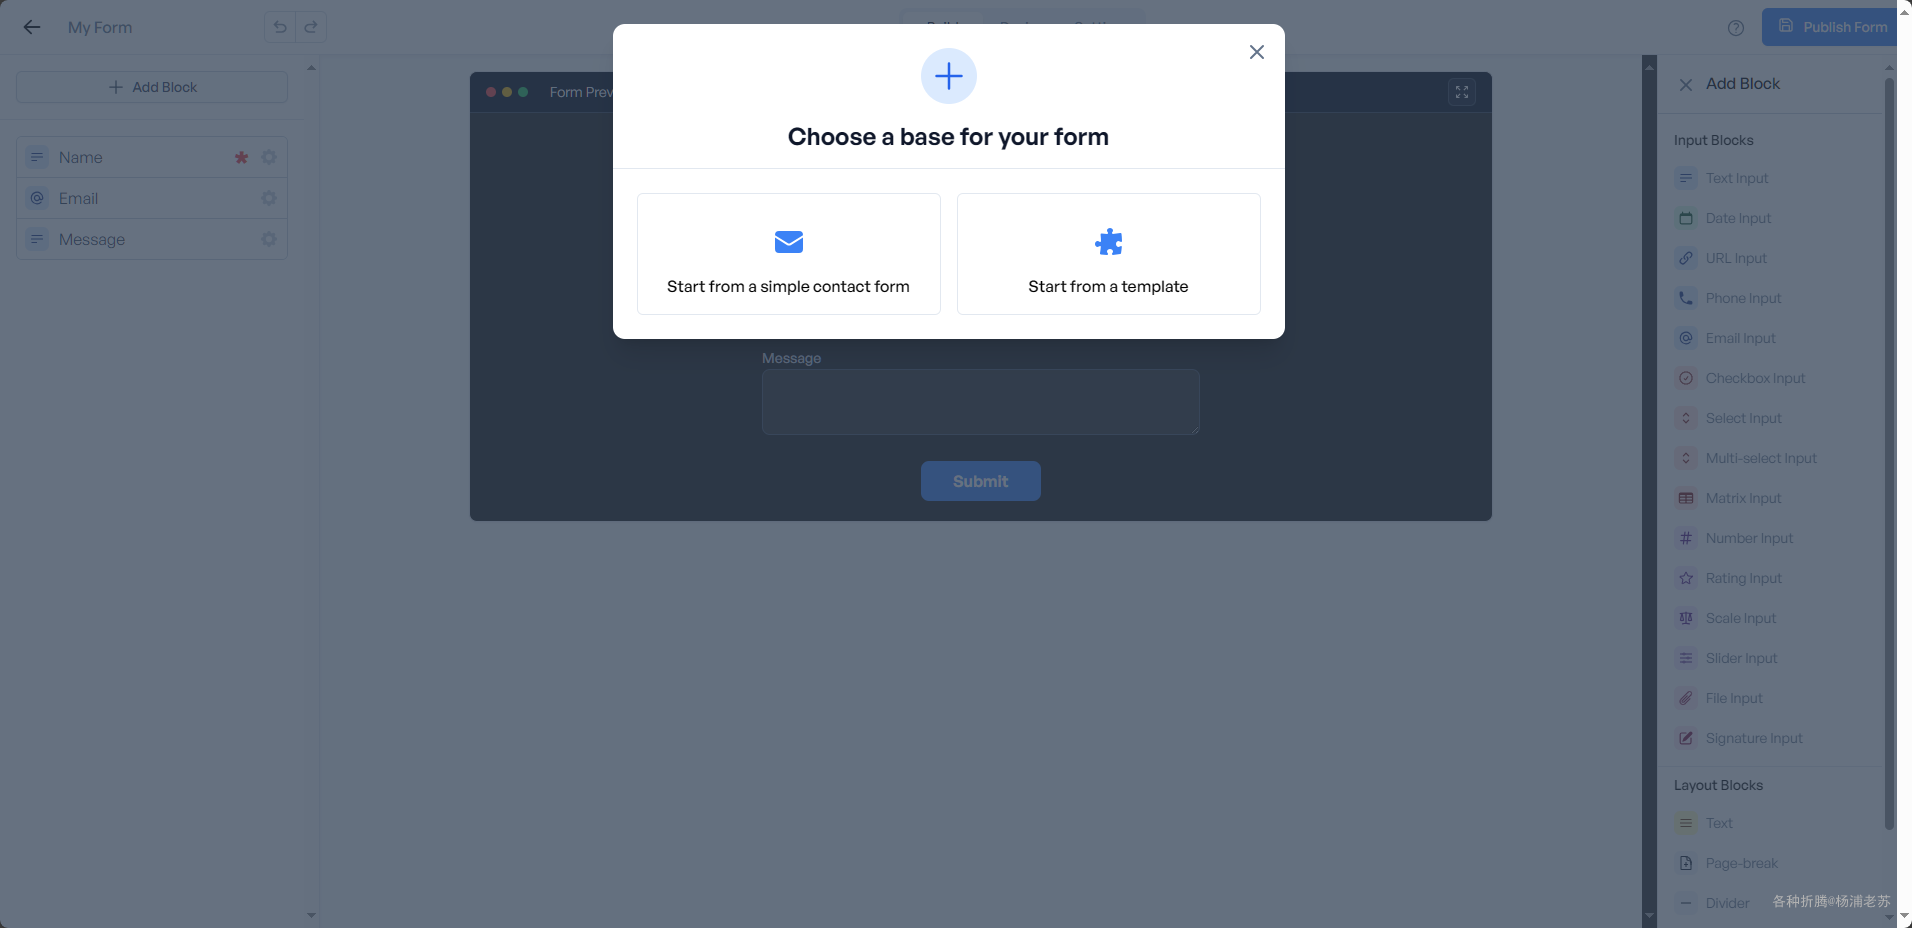 My Form
Publish Form
Add Block
Name *
Email
Message
Form Prev
Choose a base for your form
Start from a simple contact form
Start from a template
Message
Submit
Add Block
Input Blocks
Text Input
Date Input
URL Input
Phone Input
Email Input
Checkbox Input
Select Input
Multi-select Input
Matrix Input
Number Input
Rating Input
Scale Input
Slider Input
File Input
Signature Input
Layout Blocks
Text
Page-break
Divider
各种折腾@杨浦老苏